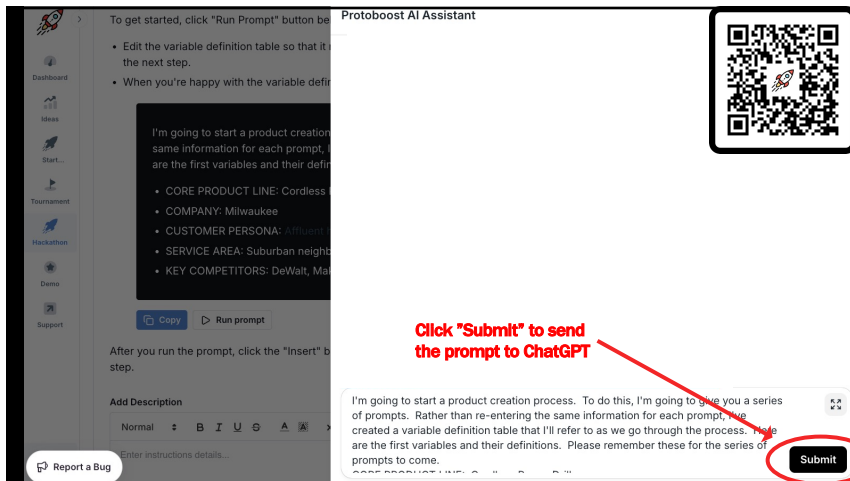 Protoboost AI Assistant
To get started, click "Run Prompt" button be
• Edit the variable definition table so that it
the next step.
• When you're happy with the variable defin
Dashboard
Ideas
Start...
Tournament
Hackathon
Demo
Support
I'm going to start a product creation
same information for each prompt, I
are the first variables and their defin
• CORE PRODUCT LINE: Cordless
• COMPANY: Milwaukee
• CUSTOMER PERSONA: Affluent
• SERVICE AREA: Suburban neighb
• KEY COMPETITORS: DeWalt, Mak
Copy
Run prompt
After you run the prompt, click the "Insert" b
step.
Add Description
Normal B I U S A A
Enter instructions details...
Report a Bug
Click "Submit" to send
the prompt to ChatGPT
I'm going to start a product creation process. To do this, I'm going to give you a series
of prompts. Rather than re-entering the same information for each prompt, I've
created a variable definition table that I'll refer to as we go through the process. Here
are the first variables and their definitions. Please remember these for the series of
prompts to come.
Submit